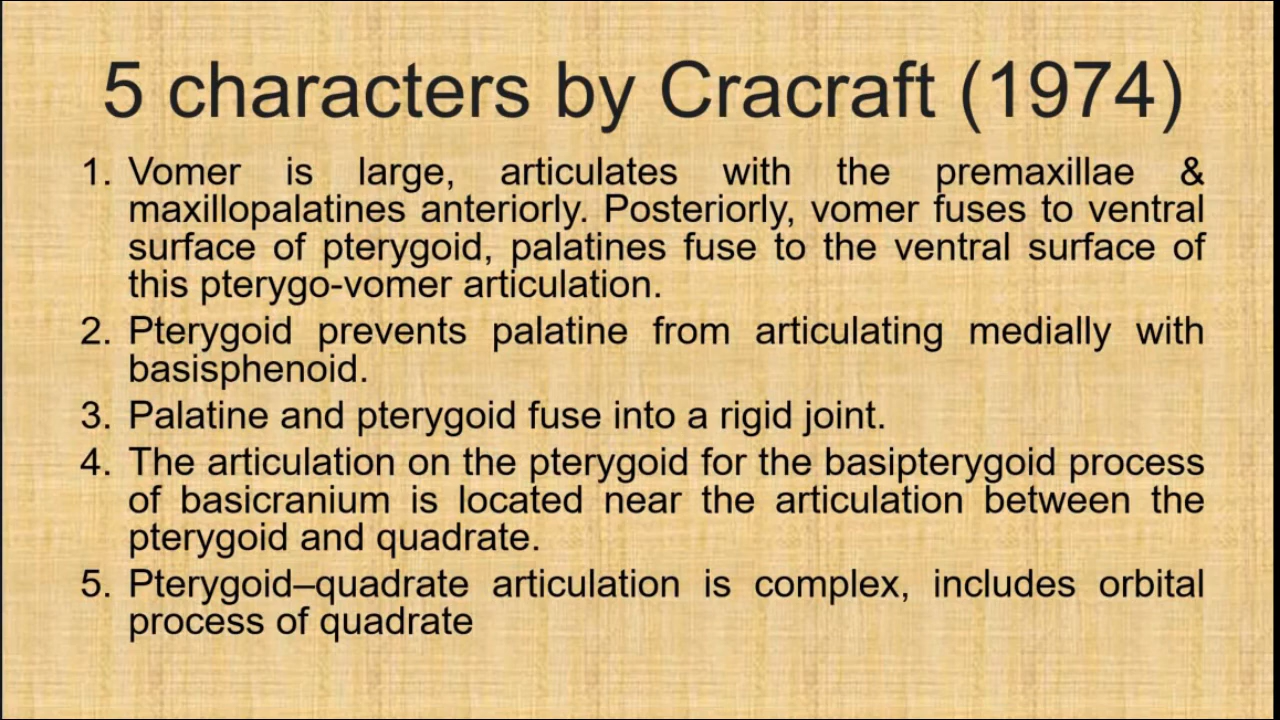 5 characters by Cracraft (1974)
1. Vomer is large, articulates with the premaxillae &
maxillopalatines anteriorly. Posteriorly, vomer fuses to ventral
surface of pterygoid, palatines fuse to the ventral surface of
this pterygo-vomer articulation.
2. Pterygoid prevents palatine from articulating medially with
basisphenoid.
3. Palatine and pterygoid fuse into a rigid joint.
4. The articulation on the pterygoid for the basipterygoid process
of basicranium is located near the articulation between the
pterygoid and quadrate.
5. Pterygoid–quadrate articulation is complex, includes orbital
process of quadrate